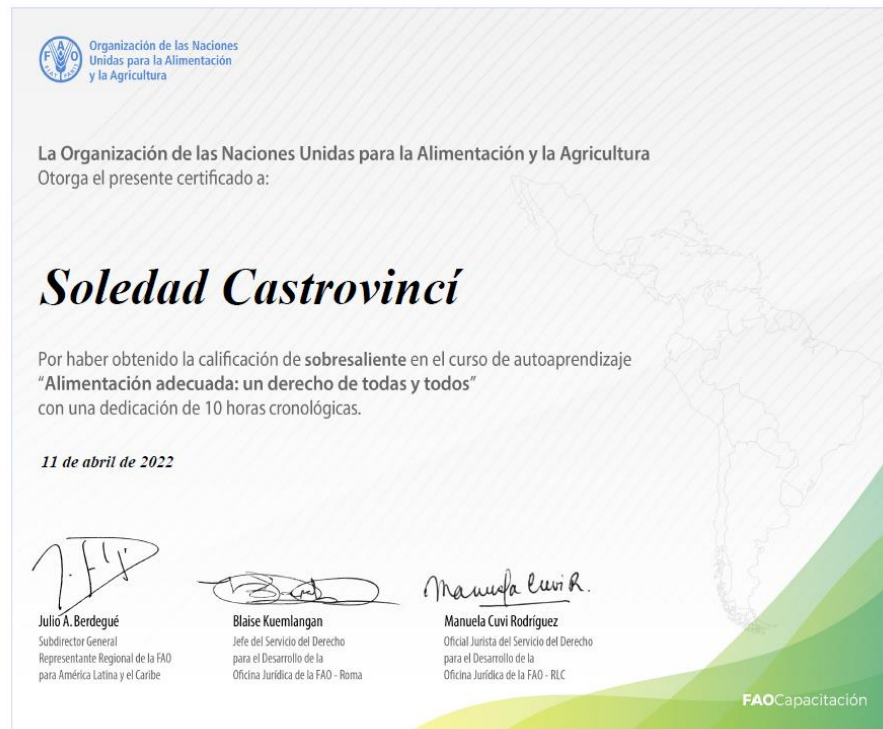 Organización de las Naciones
Unidas para la Alimentación
y la Agricultura
La Organización de las Naciones Unidas para la Alimentación y la Agricultura
Otorga el presente certificado a:
Soledad Castrovincí
Por haber obtenido la calificación de sobresaliente en el curso de autoaprendizaje
"Alimentación adecuada: un derecho de todas y todos"
con una dedicación de 10 horas cronológicas.
11 de abril de 2022
Manuela Cuvi R.
Julio A. Berdegué
Subdirector General
Representante Regional de la FAO
para América Latina y el Caribe
Blaise Kuemlangan
Jefe del Servicio del Derecho
para el Desarrollo de la
Oficina Jurídica de la FAO - Roma
Manuela Cuvi Rodríguez
Oficial Jurista del Servicio del Derecho
para el Desarrollo de la
Oficina Jurídica de la FAO - RLC
FAOCapacitación